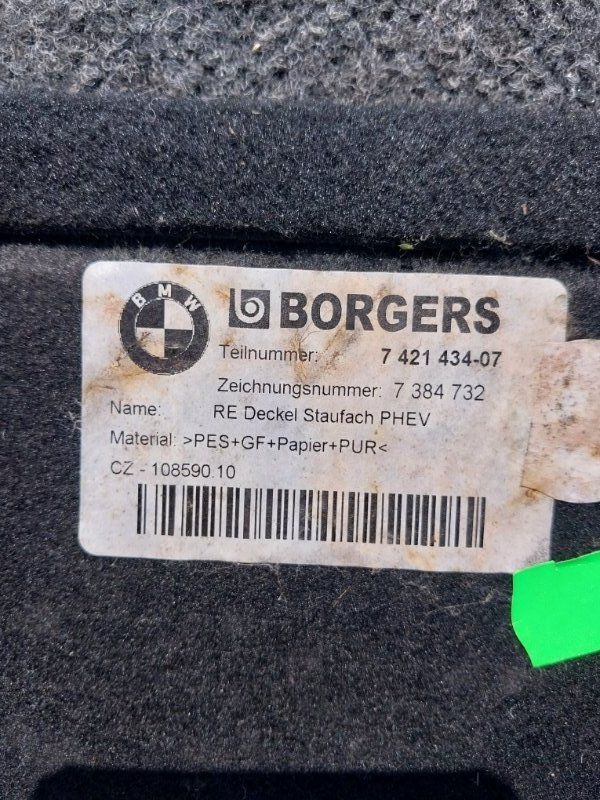 BMW
BORGERS
Teilnummer: 7 421 434-07
Zeichnungsnummer: 7 384 732
Name: RE Deckel Staufach PHEV
Material: >PES+GF+Papier+PUR<
CZ - 108590.10